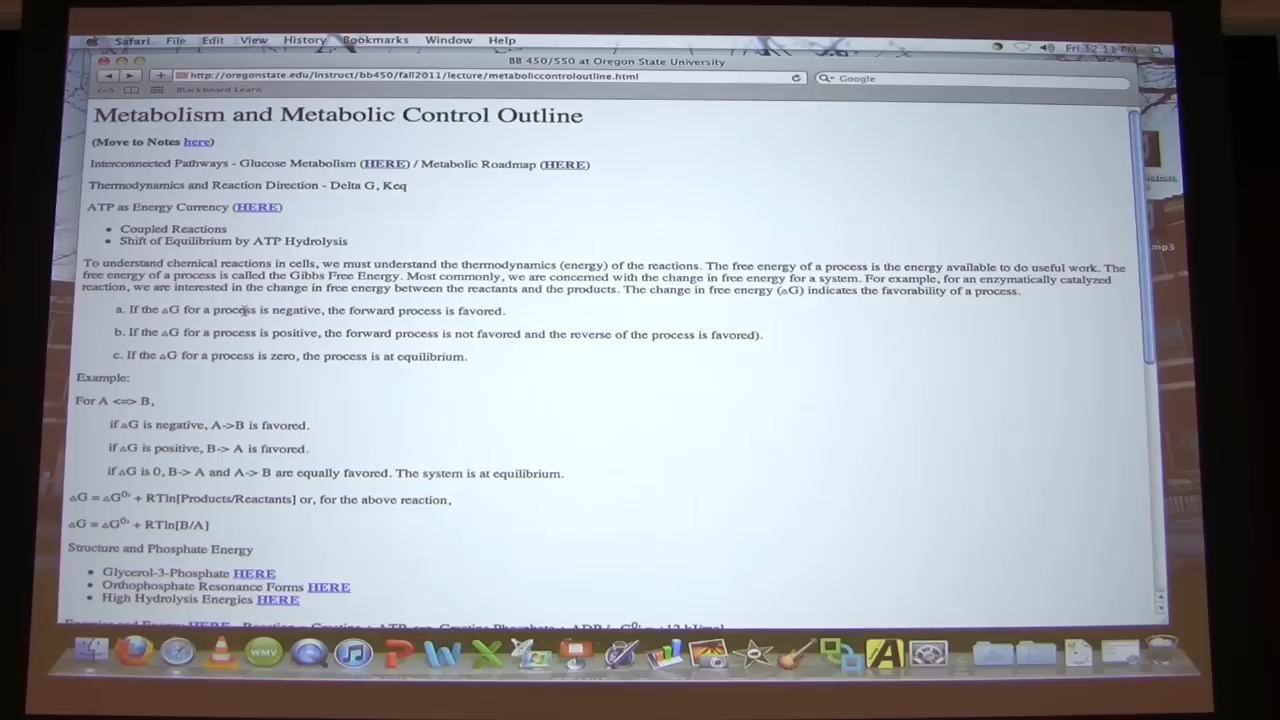 Safari File Edit View History Bookmarks Window Help Fri 12:11 PM
BB 450/550 at Oregon State University
http://oregonstate.edu/instruct/bb450/fall2011/lecture/metaboliccontroloutline.html Google
Blackboard Learn
Metabolism and Metabolic Control Outline
(Move to Notes here)
Interconnected Pathways - Glucose Metabolism (HERE) / Metabolic Roadmap (HERE)
Thermodynamics and Reaction Direction - Delta G, Keq
ATP as Energy Currency (HERE)
• Coupled Reactions
• Shift of Equilibrium by ATP Hydrolysis
To understand chemical reactions in cells, we must understand the thermodynamics (energy) of the reactions. The free energy of a process is the energy available to do useful work. The
free energy of a process is called the Gibbs Free Energy. Most commonly, we are concerned with the change in free energy for a system. For example, for an enzymatically catalyzed
reaction, we are interested in the change in free energy between the reactants and the products. The change in free energy (△G) indicates the favorability of a process.
a. If the △G for a process is negative, the forward process is favored.
b. If the △G for a process is positive, the forward process is not favored and the reverse of the process is favored).
c. If the △G for a process is zero, the process is at equilibrium.
Example:
For A <=> B,
if △G is negative, A->B is favored.
if △G is positive, B-> A is favored.
if △G is 0, B-> A and A-> B are equally favored. The system is at equilibrium.
△G = △G⁰' + RTln[Products/Reactants] or, for the above reaction,
△G = △G⁰' + RTln[B/A]
Structure and Phosphate Energy
• Glycerol-3-Phosphate HERE
• Orthophosphate Resonance Forms HERE
• High Hydrolysis Energies HERE
.mp3
WMV